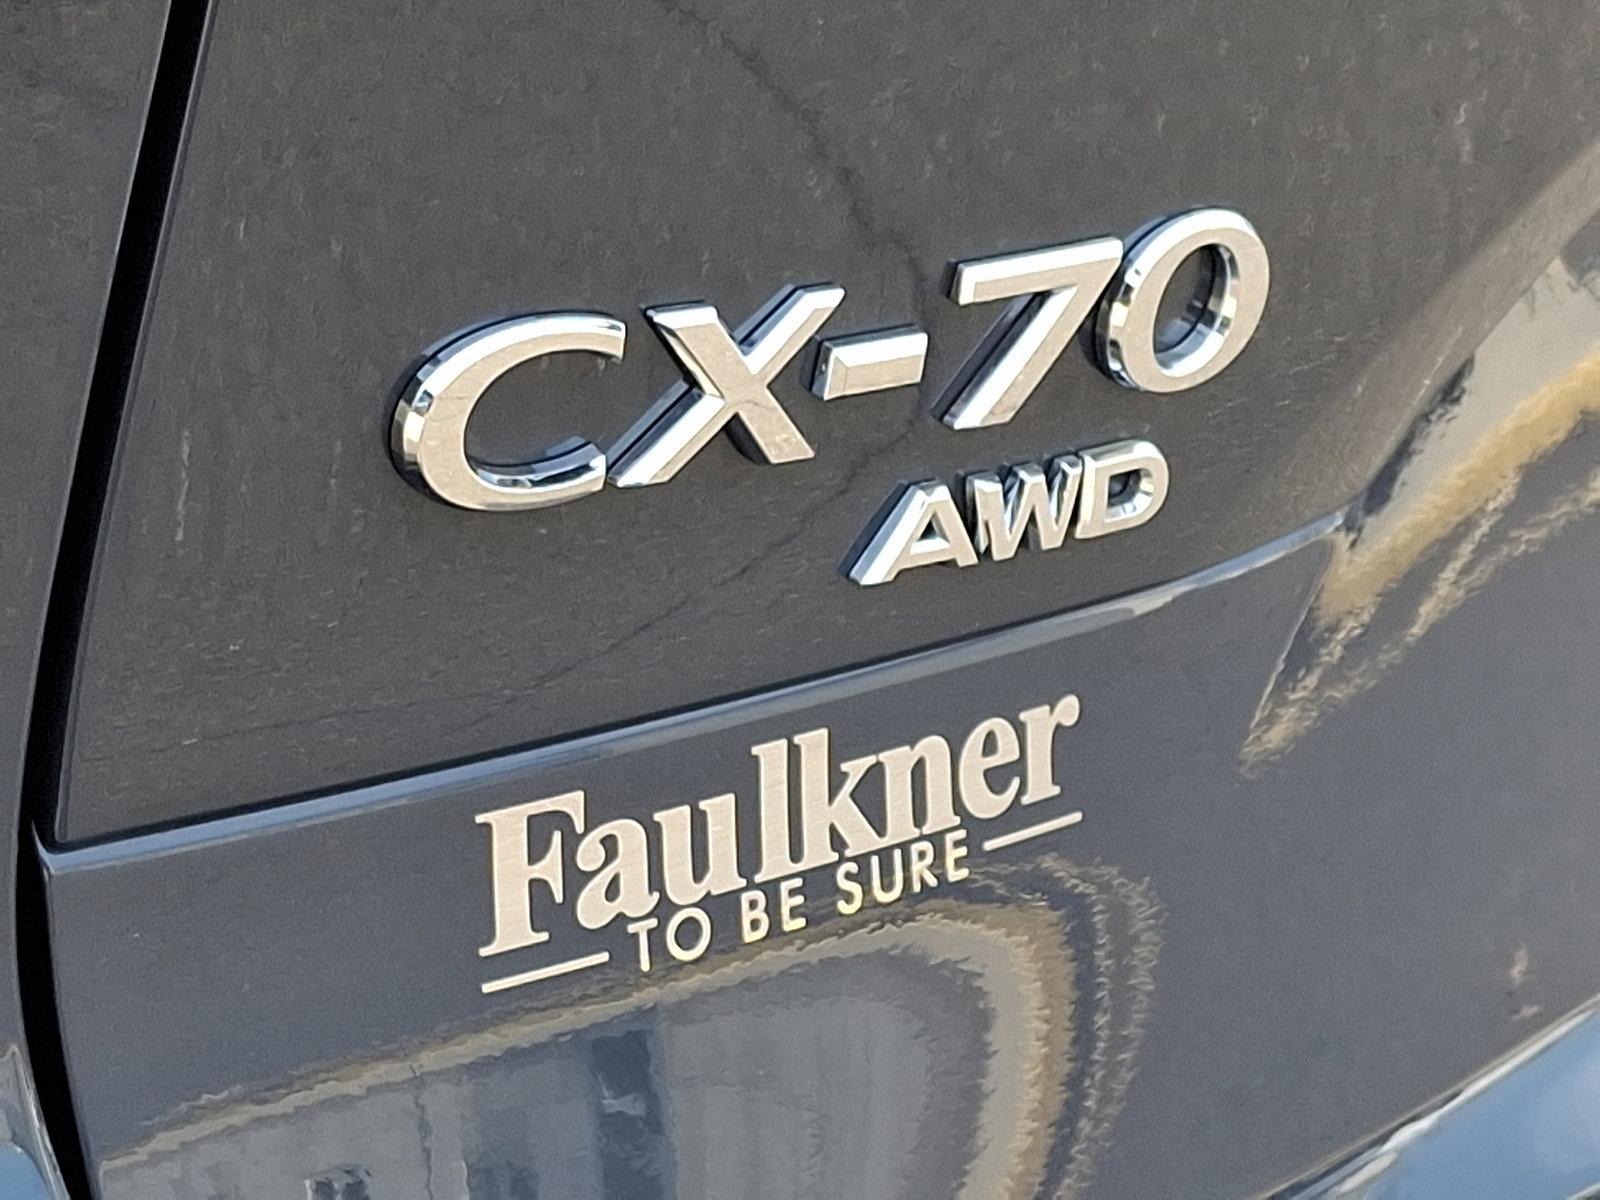 CX-70
AWD
Faulkner
TO BE SURE